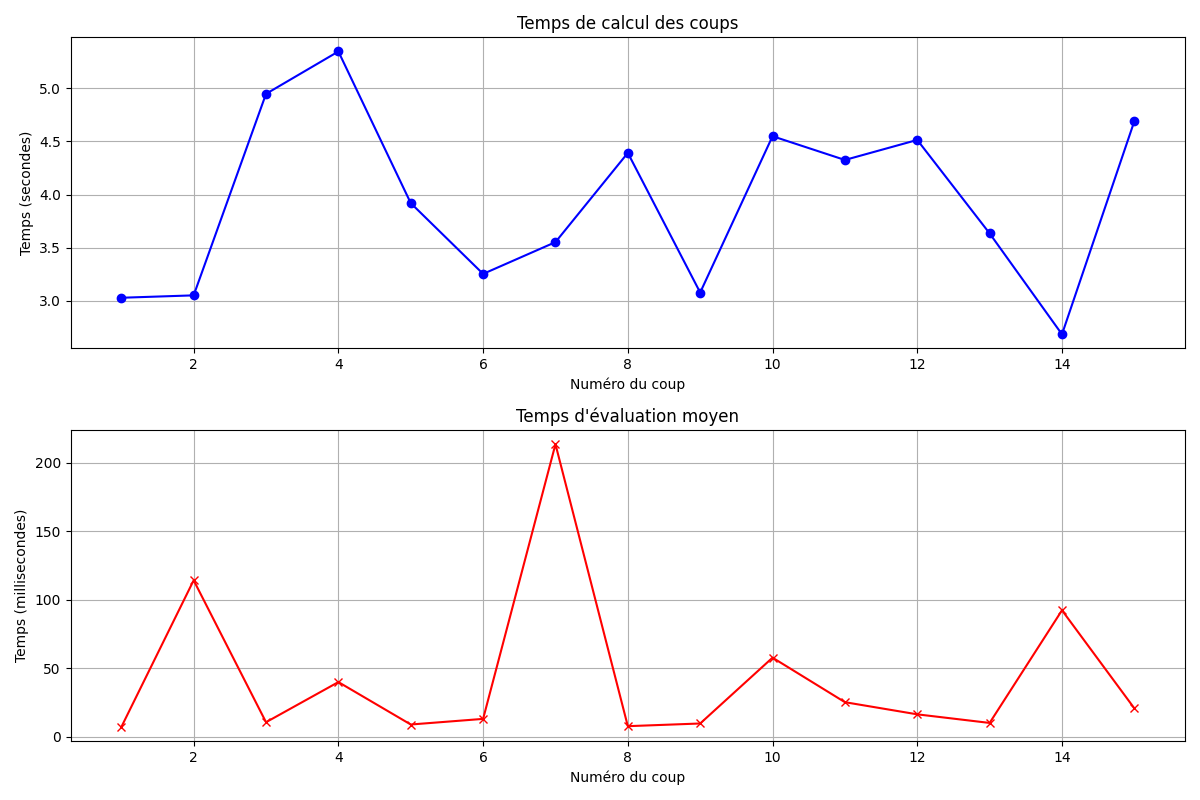 Temps de calcul des coups
Temps (secondes)
5.0
4.5
4.0
3.5
3.0
2 4 6 8 10 12 14
Numéro du coup
Temps d'évaluation moyen
Temps (millisecondes)
200
150
100
50
0
2 4 6 8 10 12 14
Numéro du coup